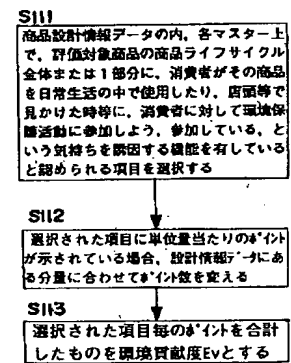 S111
商品設計情報データの内、各マスター上
で、評価対象商品の商品ライフサイクル
全体または1部分に、消費者がその商品
を日常生活の中で使用したり、店頭等で
見かけた時等に、消費者に対して環境保
護活動に参加しよう、参加している、と
いう気持ちを誘因する機能を有している
と認められる項目を選択する
S112
選択された項目に単位量当たりのポイント
が示されている場合、設計情報データにあ
る分量に合わせてポイント数を変える
S113
選択された項目毎のポイントを合計
したものを環境貢献度Evとする